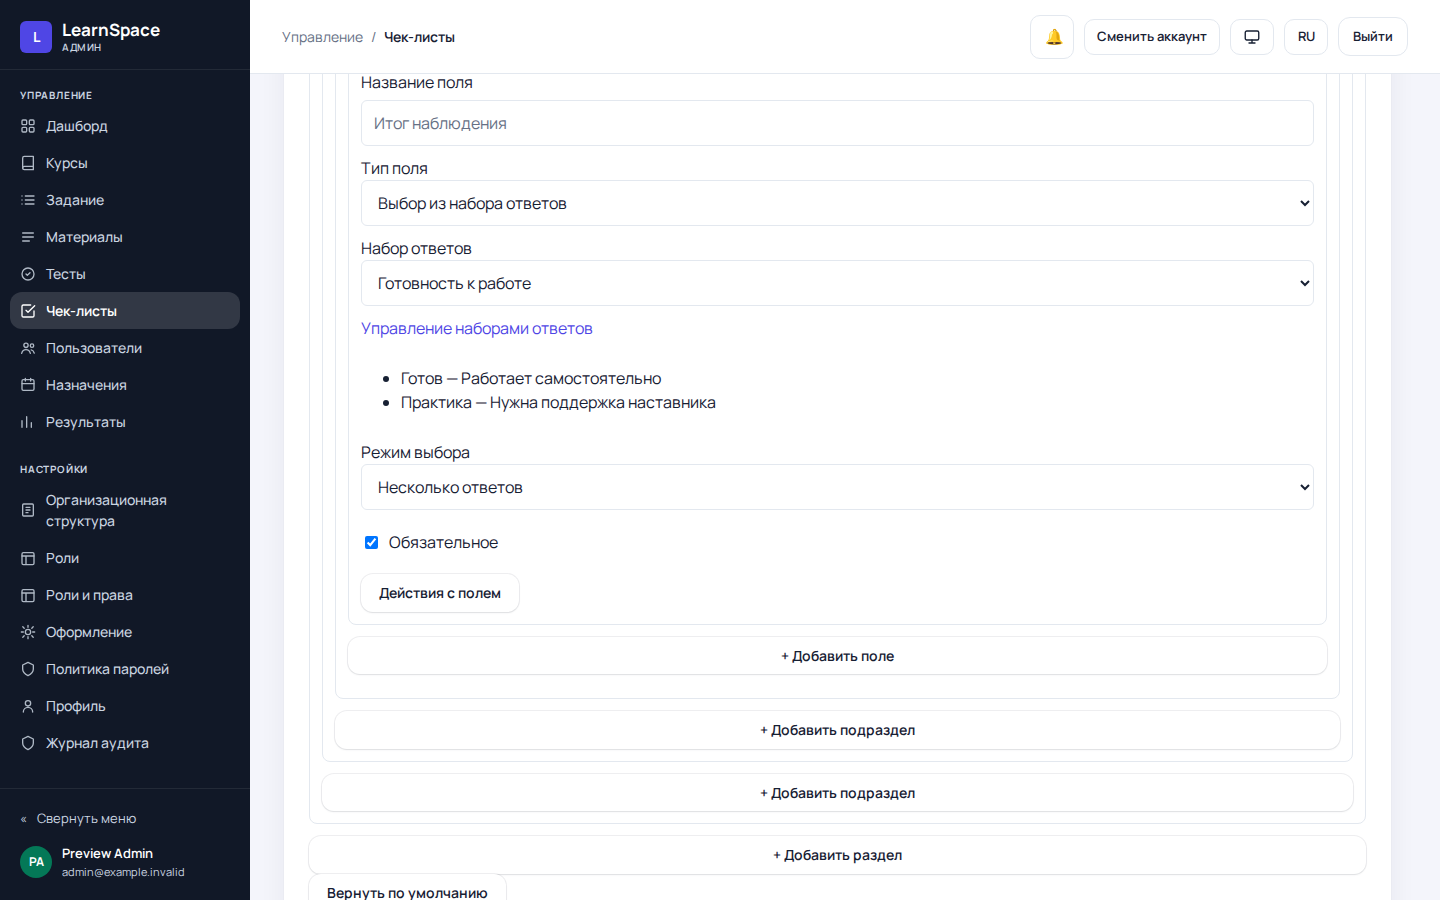 L
LearnSpace
АДМИН
УПРАВЛЕНИЕ
Дашборд
Курсы
Задание
Материалы
Тесты
Чек-листы
Пользователи
Назначения
Результаты
НАСТРОЙКИ
Организационная
структура
Роли
Роли и права
Оформление
Политика паролей
Профиль
Журнал аудита
« Свернуть меню
PA
Preview Admin
admin@example.invalid
Управление / Чек-листы
Сменить аккаунт
RU
Выйти
Название поля
Итог наблюдения
Тип поля
Выбор из набора ответов
Набор ответов
Готовность к работе
Управление наборами ответов
• Готов — Работает самостоятельно
• Практика — Нужна поддержка наставника
Режим выбора
Несколько ответов
Обязательное
Действия с полем
+ Добавить поле
+ Добавить подраздел
+ Добавить подраздел
+ Добавить раздел
Вернуть по умолчанию